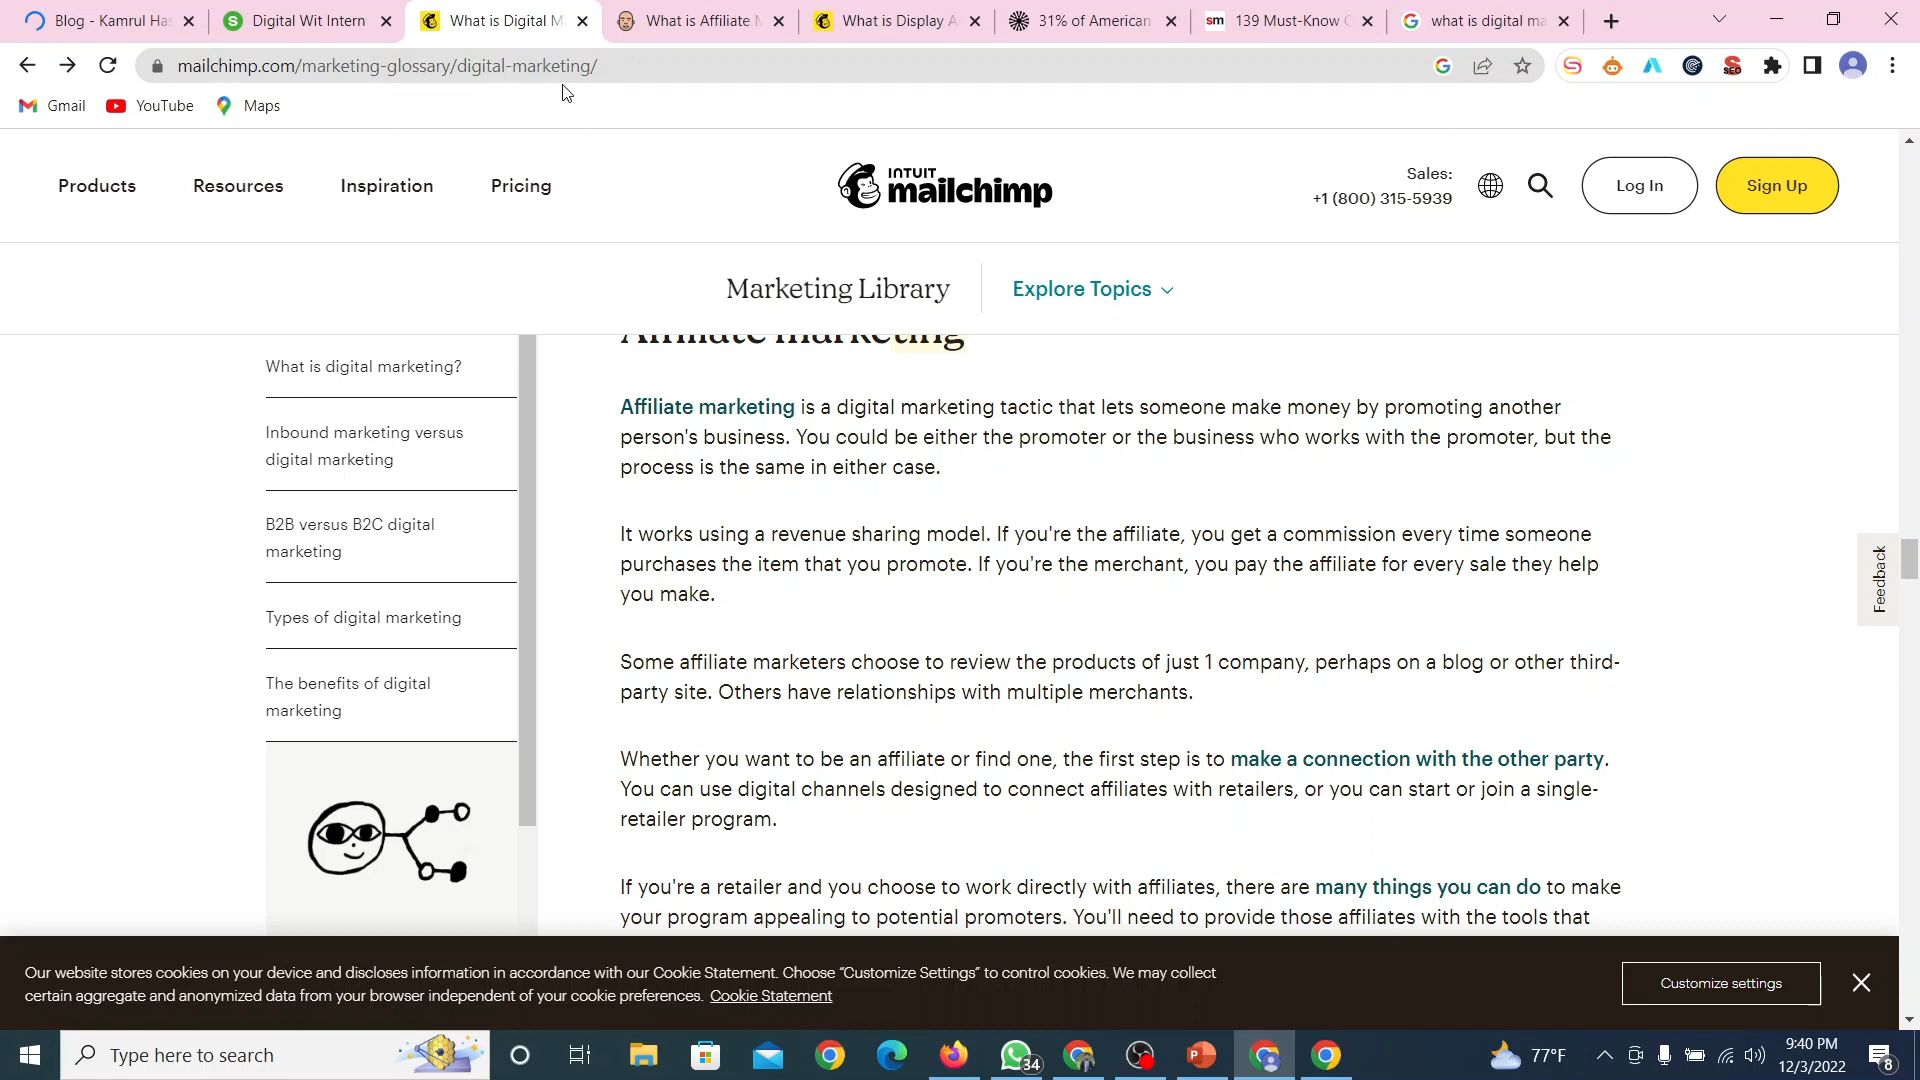 Blog - Kamrul Has
Digital Wit Intern
What is Digital M
What is Affiliate M
What is Display A
31% of American
sm
139 Must-Know C
what is digital ma
mailchimp.com/marketing-glossary/digital-marketing/
SEO
Gmail
YouTube
Maps
Products
Resources
Inspiration
Pricing
INTUIT
mailchimp
Sales:
+1 (800) 315-5939
Log In
Sign Up
Marketing Library
Explore Topics
Affiliate marketing
What is digital marketing?
Inbound marketing versus
digital marketing
B2B versus B2C digital
marketing
Types of digital marketing
The benefits of digital
marketing
Affiliate marketing is a digital marketing tactic that lets someone make money by promoting another
person's business. You could be either the promoter or the business who works with the promoter, but the
process is the same in either case.
It works using a revenue sharing model. If you're the affiliate, you get a commission every time someone
purchases the item that you promote. If you're the merchant, you pay the affiliate for every sale they help
you make.
Some affiliate marketers choose to review the products of just 1 company, perhaps on a blog or other third-
party site. Others have relationships with multiple merchants.
Whether you want to be an affiliate or find one, the first step is to make a connection with the other party.
You can use digital channels designed to connect affiliates with retailers, or you can start or join a single-
retailer program.
If you're a retailer and you choose to work directly with affiliates, there are many things you can do to make
your program appealing to potential promoters. You'll need to provide those affiliates with the tools that
Feedback
Our website stores cookies on your device and discloses information in accordance with our Cookie Statement. Choose “Customize Settings” to control cookies. We may collect
certain aggregate and anonymized data from your browser independent of your cookie preferences. Cookie Statement
Customize settings
Type here to search
34
77°F
9:40 PM
12/3/2022
8